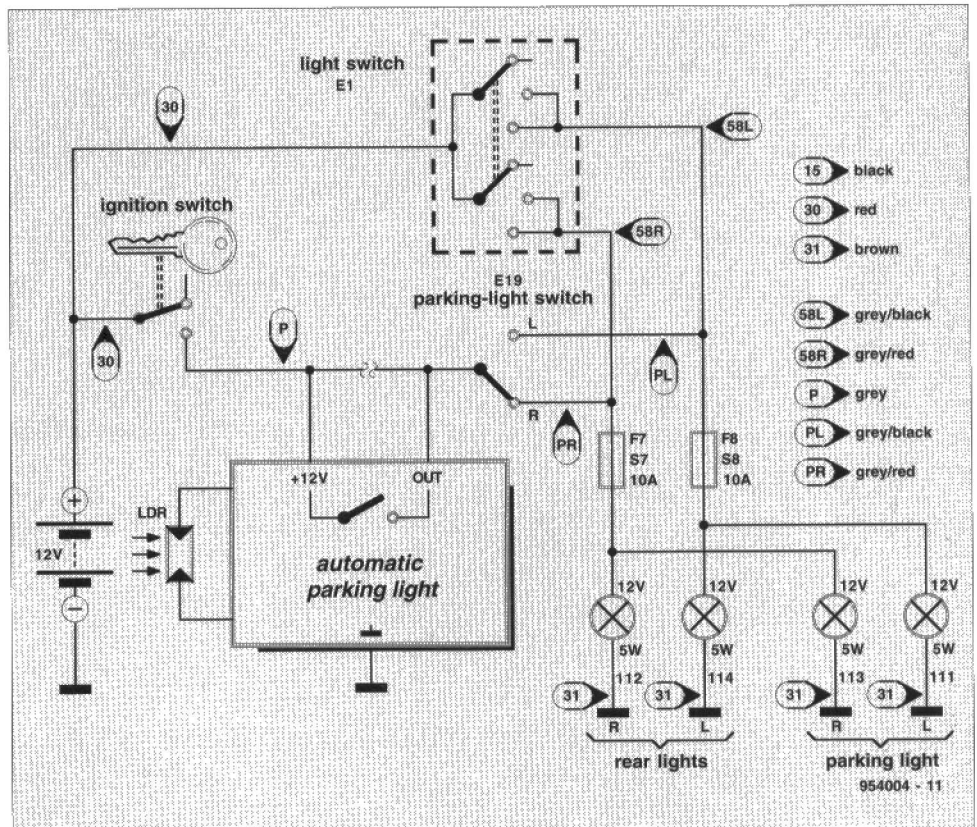 light switch
E1
30
58L
15 black
30 red
31 brown
ignition switch
58R
E19
parking-light switch
L
58L grey/black
58R grey/red
P grey
PL grey/black
PR grey/red
30
P
PL
R
PR
F7
S7
10A
F8
S8
10A
+12V
OUT
+
LDR
12V
automatic
parking light
−
12V
12V
12V
12V
5W
5W
5W
5W
31
112
31
114
31
113
31
111
R
L
R
L
rear lights
parking light
954004 - 11